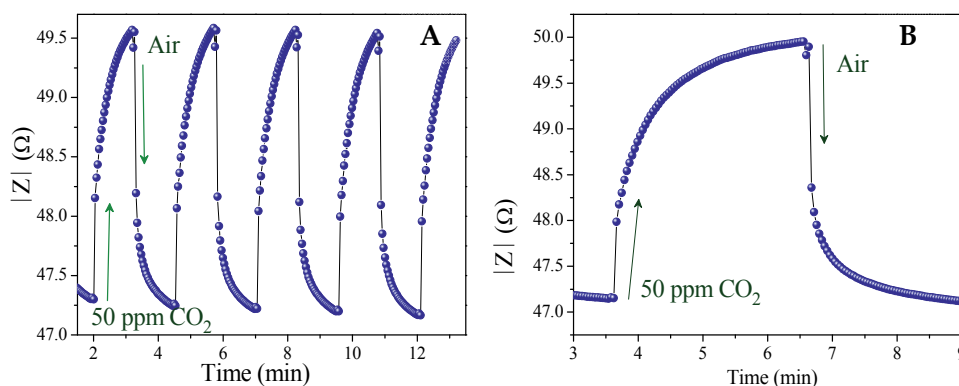 A
Air
50 ppm CO₂
|Z| (Ω)
49.5
49.0
48.5
48.0
47.5
47.0
2 4 6 8 10 12
Time (min)
B
Air
50 ppm CO₂
|Z| (Ω)
50.0
49.5
49.0
48.5
48.0
47.5
47.0
3 4 5 6 7 8 9
Time (min)